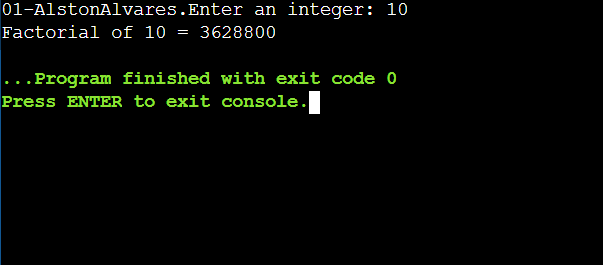 01-AlstonAlvares.Enter an integer: 10
Factorial of 10 = 3628800
...Program finished with exit code 0
Press ENTER to exit console.